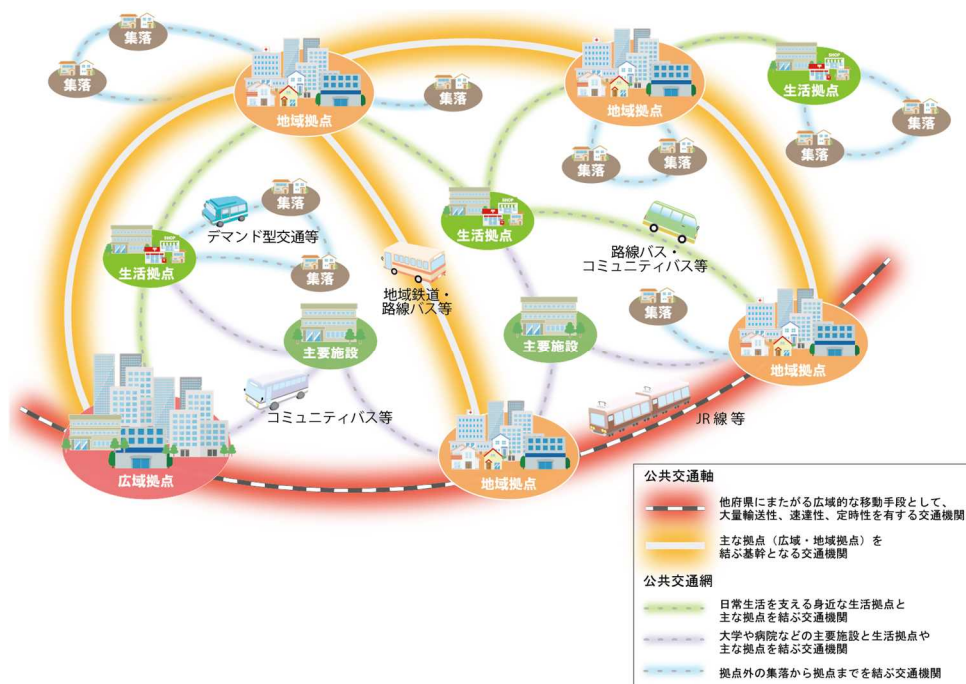 集落
集落
地域拠点
集落
地域拠点
SHOP
生活拠点
集落
集落
集落
集落
集落
デマンド型交通等
SHOP
生活拠点
集落
SHOP
生活拠点
路線バス・
コミュニティバス等
地域鉄道・
路線バス等
集落
主要施設
主要施設
地域拠点
コミュニティバス等
JR線等
広域拠点
地域拠点
公共交通軸
他府県にまたがる広域的な移動手段として、
大量輸送性、速達性、定時性を有する交通機関
主な拠点（広域・地域拠点）を
結ぶ基幹となる交通機関
公共交通網
日常生活を支える身近な生活拠点と
主な拠点を結ぶ交通機関
大学や病院などの主要施設と生活拠点や
主な拠点を結ぶ交通機関
拠点外の集落から拠点までを結ぶ交通機関